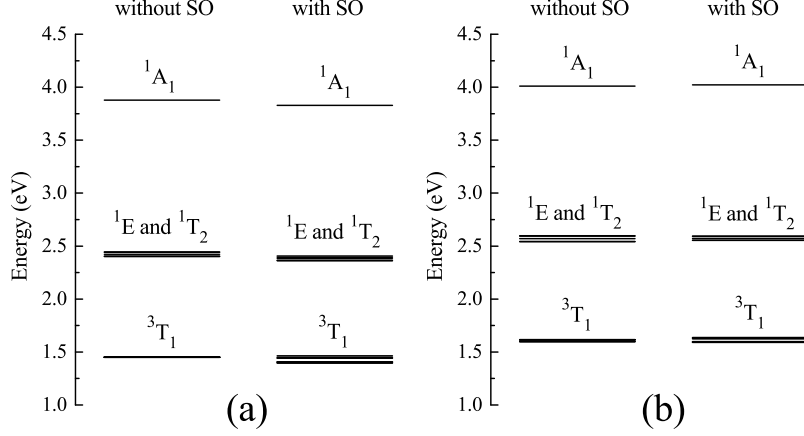 without SO
with SO
without SO
with SO
4.5
4.0
3.5
3.0
2.5
2.0
1.5
1.0
Energy (eV)
¹A₁
¹A₁
¹E and ¹T₂
¹E and ¹T₂
³T₁
³T₁
(a)
4.5
4.0
3.5
3.0
2.5
2.0
1.5
1.0
Energy (eV)
¹A₁
¹A₁
¹E and ¹T₂
¹E and ¹T₂
³T₁
³T₁
(b)